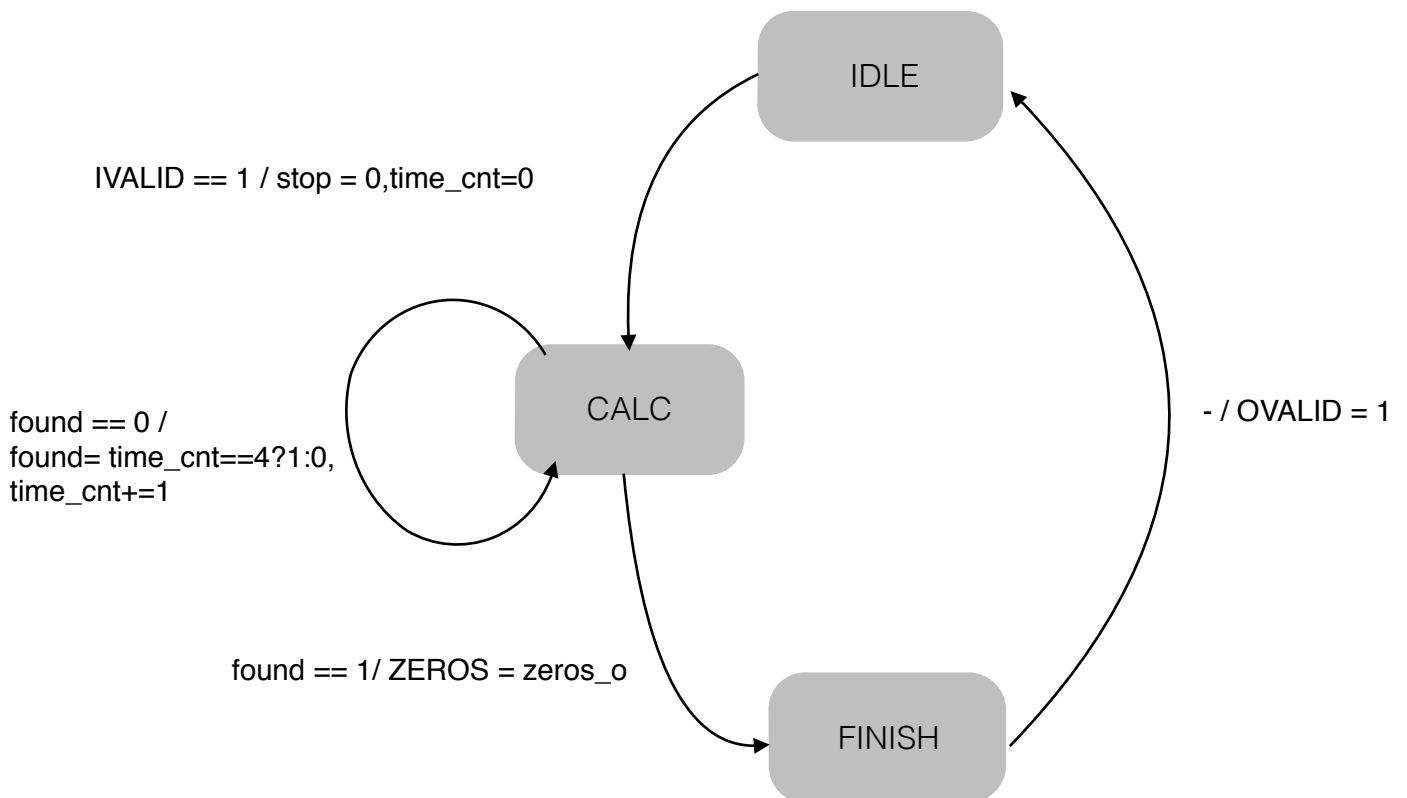 IDLE
IVALID == 1 / stop = 0,time_cnt=0
CALC
found == 0 /
found= time_cnt==4?1:0,
time_cnt+=1
- / OVALID = 1
found == 1/ ZEROS = zeros_o
FINISH